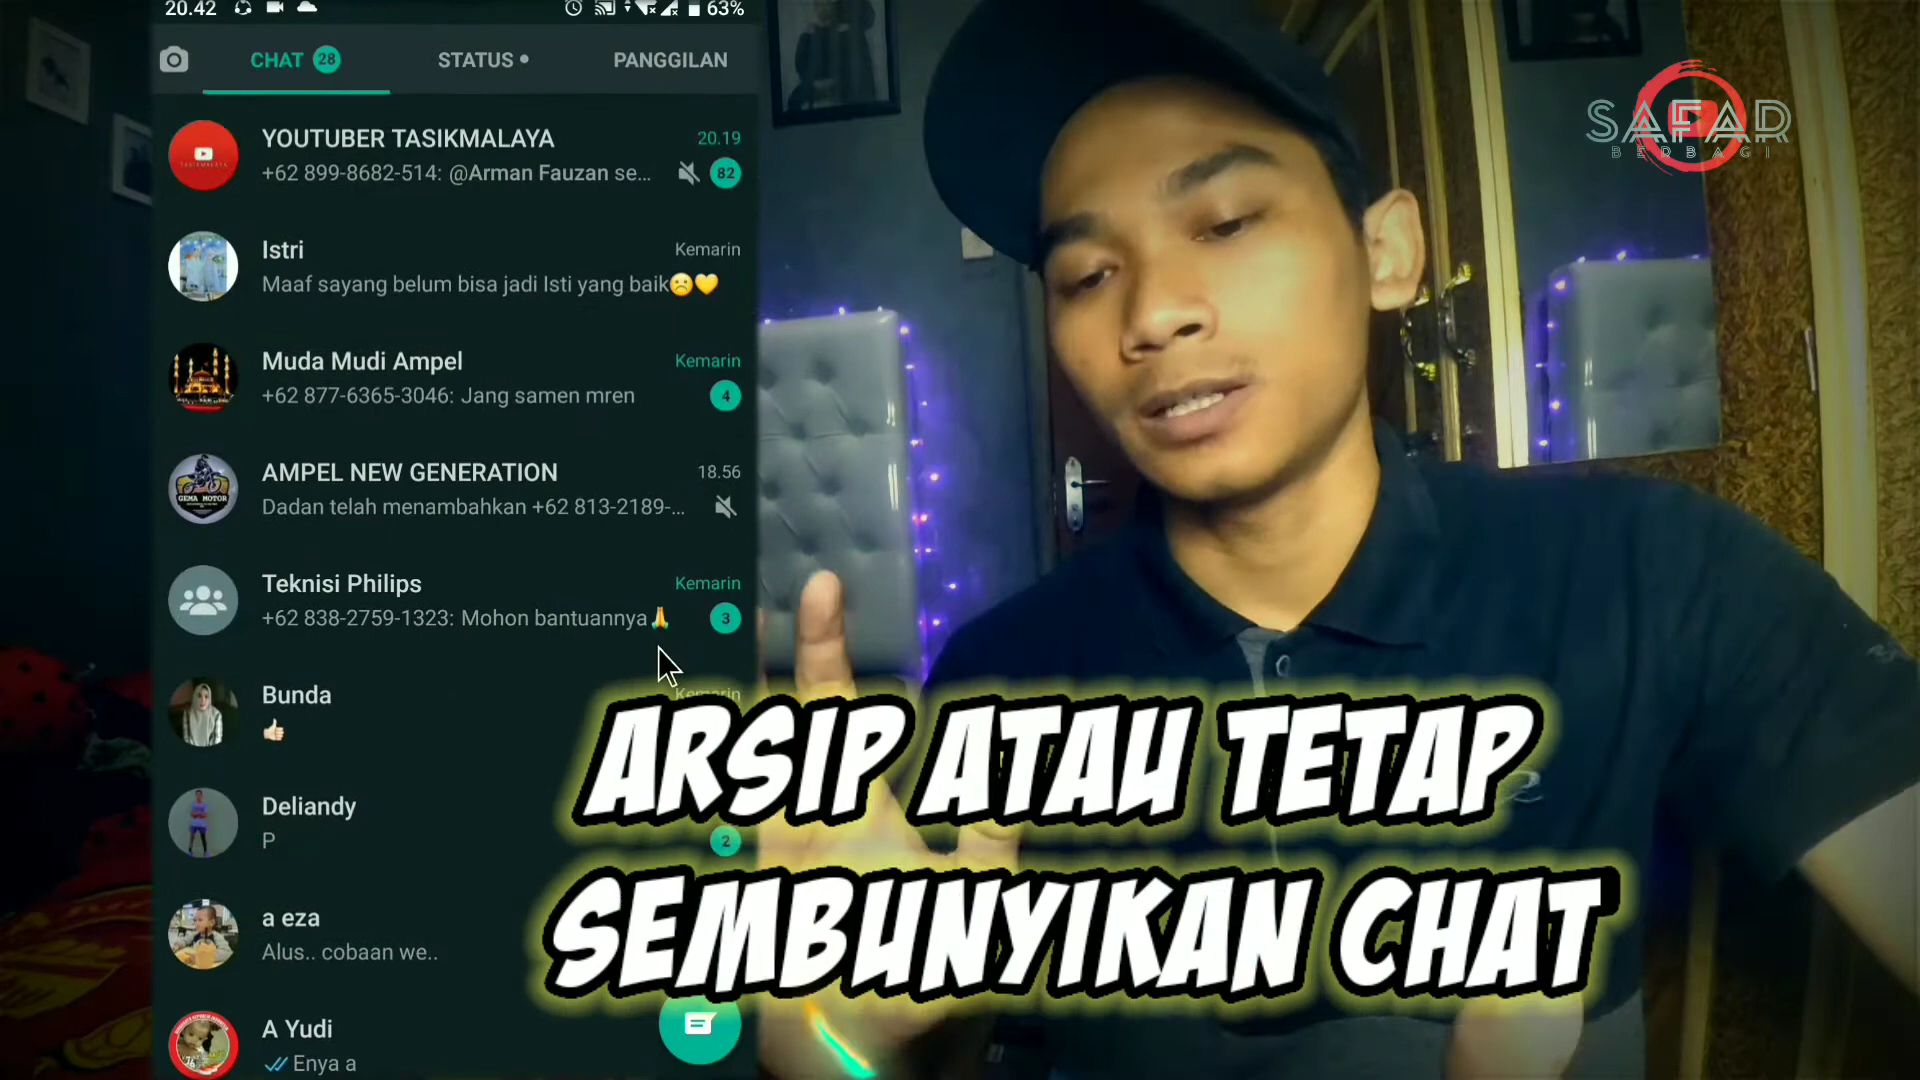 20.42
63%
CHAT 28
STATUS
PANGGILAN
YOUTUBER TASIKMALAYA
20.19
+62 899-8682-514: @Arman Fauzan se...
82
Istri
Kemarin
Maaf sayang belum bisa jadi Isti yang baik☹️💛
Muda Mudi Ampel
Kemarin
+62 877-6365-3046: Jang samen mren
4
AMPEL NEW GENERATION
18.56
GEMA MOTOR
Dadan telah menambahkan +62 813-2189-...
Teknisi Philips
Kemarin
+62 838-2759-1323: Mohon bantuannya🙏
3
Bunda
Kemarin
👍🏻
Deliandy
P
2
a eza
Alus.. cobaan we..
A Yudi
Enya a
SAFAR
BERBAGI
ARSIP ATAU TETAP
SEMBUNYIKAN CHAT